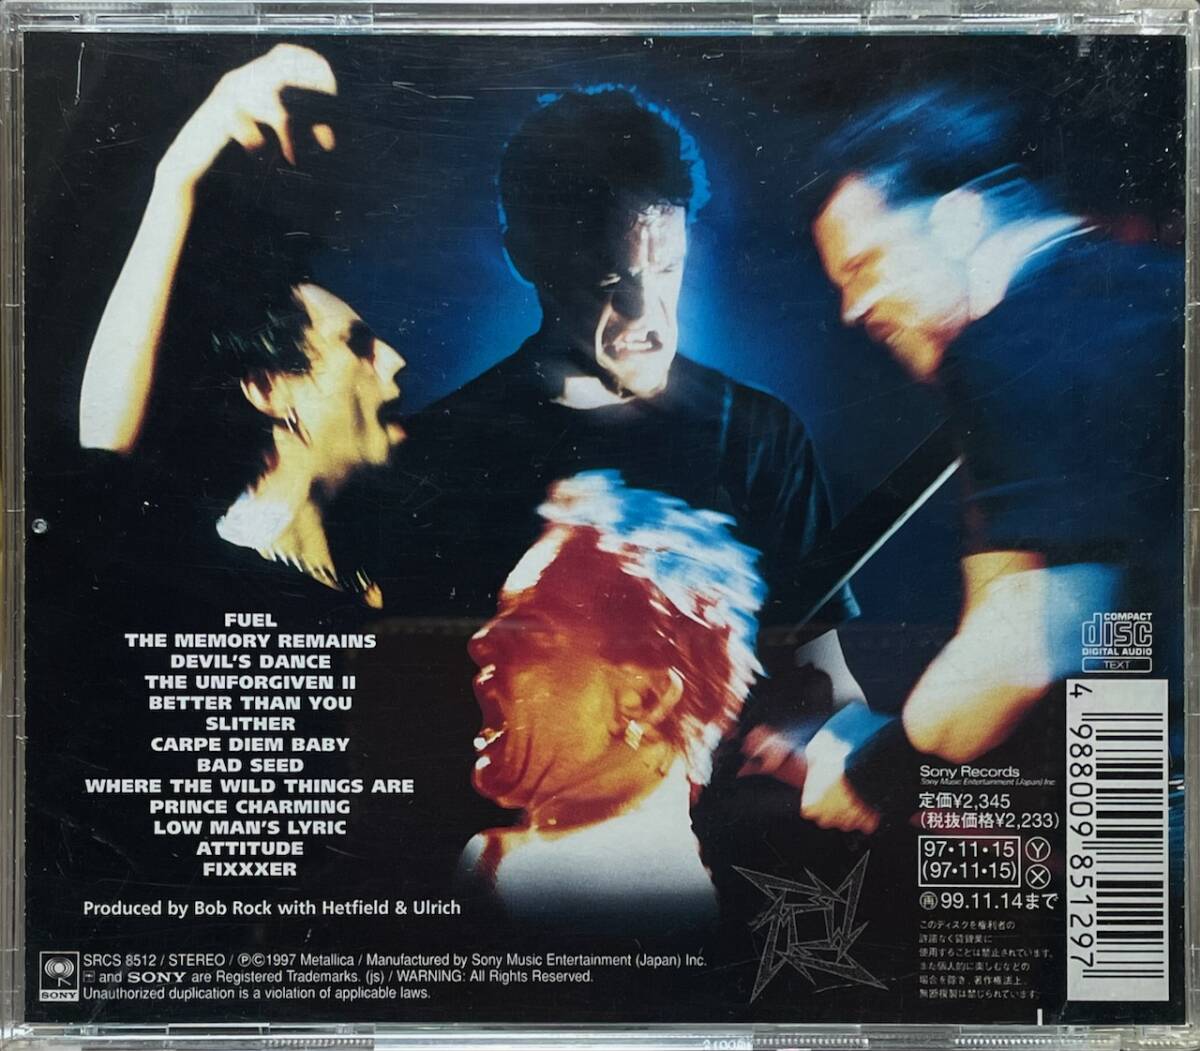 FUEL
THE MEMORY REMAINS
DEVIL'S DANCE
THE UNFORGIVEN II
BETTER THAN YOU
SLITHER
CARPE DIEM BABY
BAD SEED
WHERE THE WILD THINGS ARE
PRINCE CHARMING
LOW MAN'S LYRIC
ATTITUDE
FIXXXER
Produced by Bob Rock with Hetfield & Ulrich
SONY
SRCS 8512 / STEREO / ℗©1997 Metallica / Manufactured by Sony Music Entertainment (Japan) Inc.
and SONY are Registered Trademarks. (js) / WARNING: All Rights Reserved.
Unauthorized duplication is a violation of applicable laws.
COMPACT
disc
DIGITAL AUDIO
TEXT
Sony Records
Sony Music Entertainment (Japan) Inc
定価¥2,345
(税抜価格¥2,233)
97・11・15 Ⓨ
(97・11・15) Ⓧ
再99.11.14まで
このディスクを権利者の
許諾なく賃貸業に
使用することは禁止されています。
また個人的に楽しむなどの
場合を除き、著作権法上、
無断複製は禁じられています。
4 988009 851297